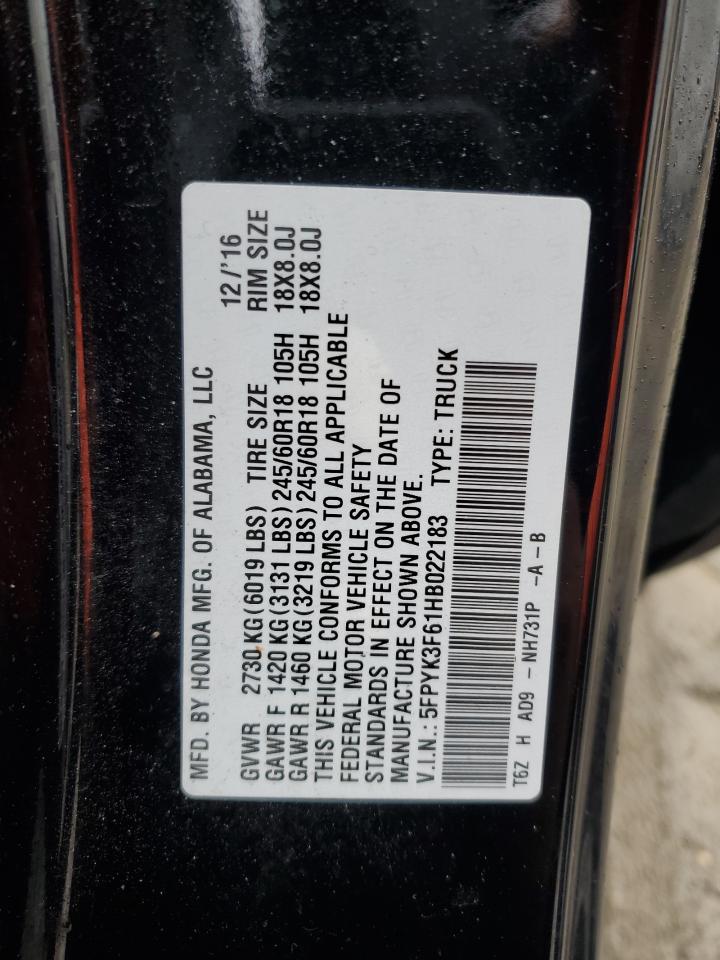 MFD. BY HONDA MFG. OF ALABAMA, LLC 12/'16
GVWR 2730 KG(6019 LBS) TIRE SIZE RIM SIZE
GAWR F 1420 KG(3131 LBS)245/60R18 105H 18X8.0J
GAWR R 1460 KG(3219 LBS)245/60R18 105H 18X8.0J
THIS VEHICLE CONFORMS TO ALL APPLICABLE
FEDERAL MOTOR VEHICLE SAFETY
STANDARDS IN EFFECT ON THE DATE OF
MANUFACTURE SHOWN ABOVE.
V.I.N.: 5FPYK3F61HB022183 TYPE: TRUCK
T6Z H AD9 - NH731P -A-B